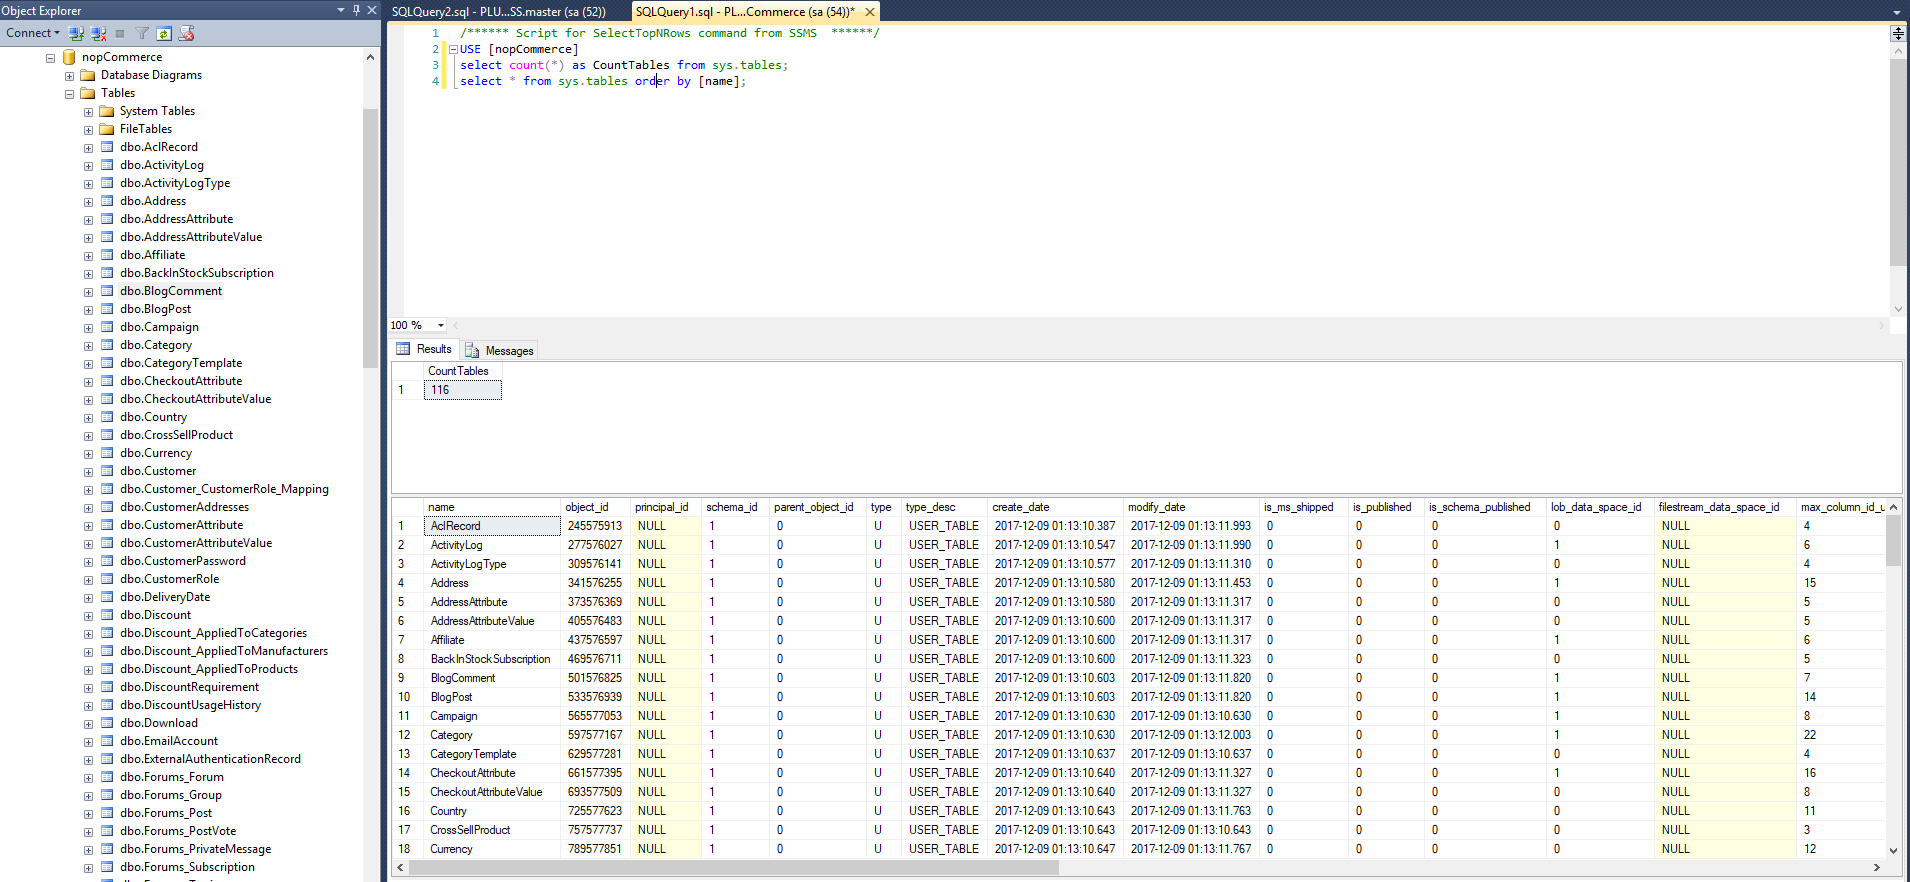 Object Explorer
Connect
nopCommerce
Database Diagrams
Tables
System Tables
FileTables
dbo.AclRecord
dbo.ActivityLog
dbo.ActivityLogType
dbo.Address
dbo.AddressAttribute
dbo.AddressAttributeValue
dbo.Affiliate
dbo.BackInStockSubscription
dbo.BlogComment
dbo.BlogPost
dbo.Campaign
dbo.Category
dbo.CategoryTemplate
dbo.CheckoutAttribute
dbo.CheckoutAttributeValue
dbo.Country
dbo.CrossSellProduct
dbo.Currency
dbo.Customer
dbo.Customer_CustomerRole_Mapping
dbo.CustomerAddresses
dbo.CustomerAttribute
dbo.CustomerAttributeValue
dbo.CustomerPassword
dbo.CustomerRole
dbo.DeliveryDate
dbo.Discount
dbo.Discount_AppliedToCategories
dbo.Discount_AppliedToManufacturers
dbo.Discount_AppliedToProducts
dbo.DiscountRequirement
dbo.DiscountUsageHistory
dbo.Download
dbo.EmailAccount
dbo.ExternalAuthenticationRecord
dbo.Forums_Forum
dbo.Forums_Group
dbo.Forums_Post
dbo.Forums_PostVote
dbo.Forums_PrivateMessage
dbo.Forums_Subscription
SQLQuery2.sql - PLU...SS.master (sa (52)) SQLQuery1.sql - PL...Commerce (sa (54))*
1 /****** Script for SelectTopNRows command from SSMS ******/
2 USE [nopCommerce]
3 select count(*) as CountTables from sys.tables;
4 select * from sys.tables order by [name];
100 %
Results Messages
CountTables
1 116
name object_id principal_id schema_id parent_object_id type type_desc create_date modify_date is_ms_shipped is_published is_schema_published lob_data_space_id filestream_data_space_id max_column_id_u
1 AclRecord 245575913 NULL 1 0 U USER_TABLE 2017-12-09 01:13:10.387 2017-12-09 01:13:11.993 0 0 0 0 NULL 4
2 ActivityLog 277576027 NULL 1 0 U USER_TABLE 2017-12-09 01:13:10.547 2017-12-09 01:13:11.990 0 0 0 1 NULL 6
3 ActivityLogType 309576141 NULL 1 0 U USER_TABLE 2017-12-09 01:13:10.577 2017-12-09 01:13:11.310 0 0 0 0 NULL 4
4 Address 341576255 NULL 1 0 U USER_TABLE 2017-12-09 01:13:10.580 2017-12-09 01:13:11.453 0 0 0 1 NULL 15
5 AddressAttribute 373576369 NULL 1 0 U USER_TABLE 2017-12-09 01:13:10.580 2017-12-09 01:13:11.317 0 0 0 0 NULL 5
6 AddressAttributeValue 405576483 NULL 1 0 U USER_TABLE 2017-12-09 01:13:10.600 2017-12-09 01:13:11.317 0 0 0 0 NULL 5
7 Affiliate 437576597 NULL 1 0 U USER_TABLE 2017-12-09 01:13:10.600 2017-12-09 01:13:11.317 0 0 0 1 NULL 6
8 BackInStockSubscription 469576711 NULL 1 0 U USER_TABLE 2017-12-09 01:13:10.600 2017-12-09 01:13:11.323 0 0 0 0 NULL 5
9 BlogComment 501576825 NULL 1 0 U USER_TABLE 2017-12-09 01:13:10.603 2017-12-09 01:13:11.820 0 0 0 1 NULL 7
10 BlogPost 533576939 NULL 1 0 U USER_TABLE 2017-12-09 01:13:10.603 2017-12-09 01:13:11.820 0 0 0 1 NULL 14
11 Campaign 565577053 NULL 1 0 U USER_TABLE 2017-12-09 01:13:10.630 2017-12-09 01:13:10.630 0 0 0 1 NULL 8
12 Category 597577167 NULL 1 0 U USER_TABLE 2017-12-09 01:13:10.630 2017-12-09 01:13:12.003 0 0 0 1 NULL 22
13 CategoryTemplate 629577281 NULL 1 0 U USER_TABLE 2017-12-09 01:13:10.637 2017-12-09 01:13:10.637 0 0 0 0 NULL 4
14 CheckoutAttribute 661577395 NULL 1 0 U USER_TABLE 2017-12-09 01:13:10.640 2017-12-09 01:13:11.327 0 0 0 1 NULL 16
15 CheckoutAttributeValue 693577509 NULL 1 0 U USER_TABLE 2017-12-09 01:13:10.640 2017-12-09 01:13:11.327 0 0 0 0 NULL 8
16 Country 725577623 NULL 1 0 U USER_TABLE 2017-12-09 01:13:10.643 2017-12-09 01:13:11.763 0 0 0 0 NULL 11
17 CrossSellProduct 757577737 NULL 1 0 U USER_TABLE 2017-12-09 01:13:10.643 2017-12-09 01:13:10.643 0 0 0 0 NULL 3
18 Currency 789577851 NULL 1 0 U USER_TABLE 2017-12-09 01:13:10.647 2017-12-09 01:13:11.767 0 0 0 0 NULL 12